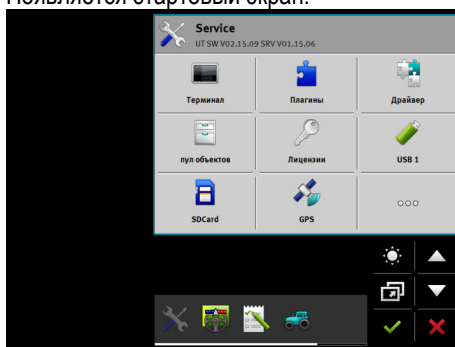 Появляется стартовый экран.
Service
UT SW V02.15.09 SRV V01.15.06
Терминал
Плагины
Драйвер
пул объектов
Лицензии
USB 1
SDCard
GPS